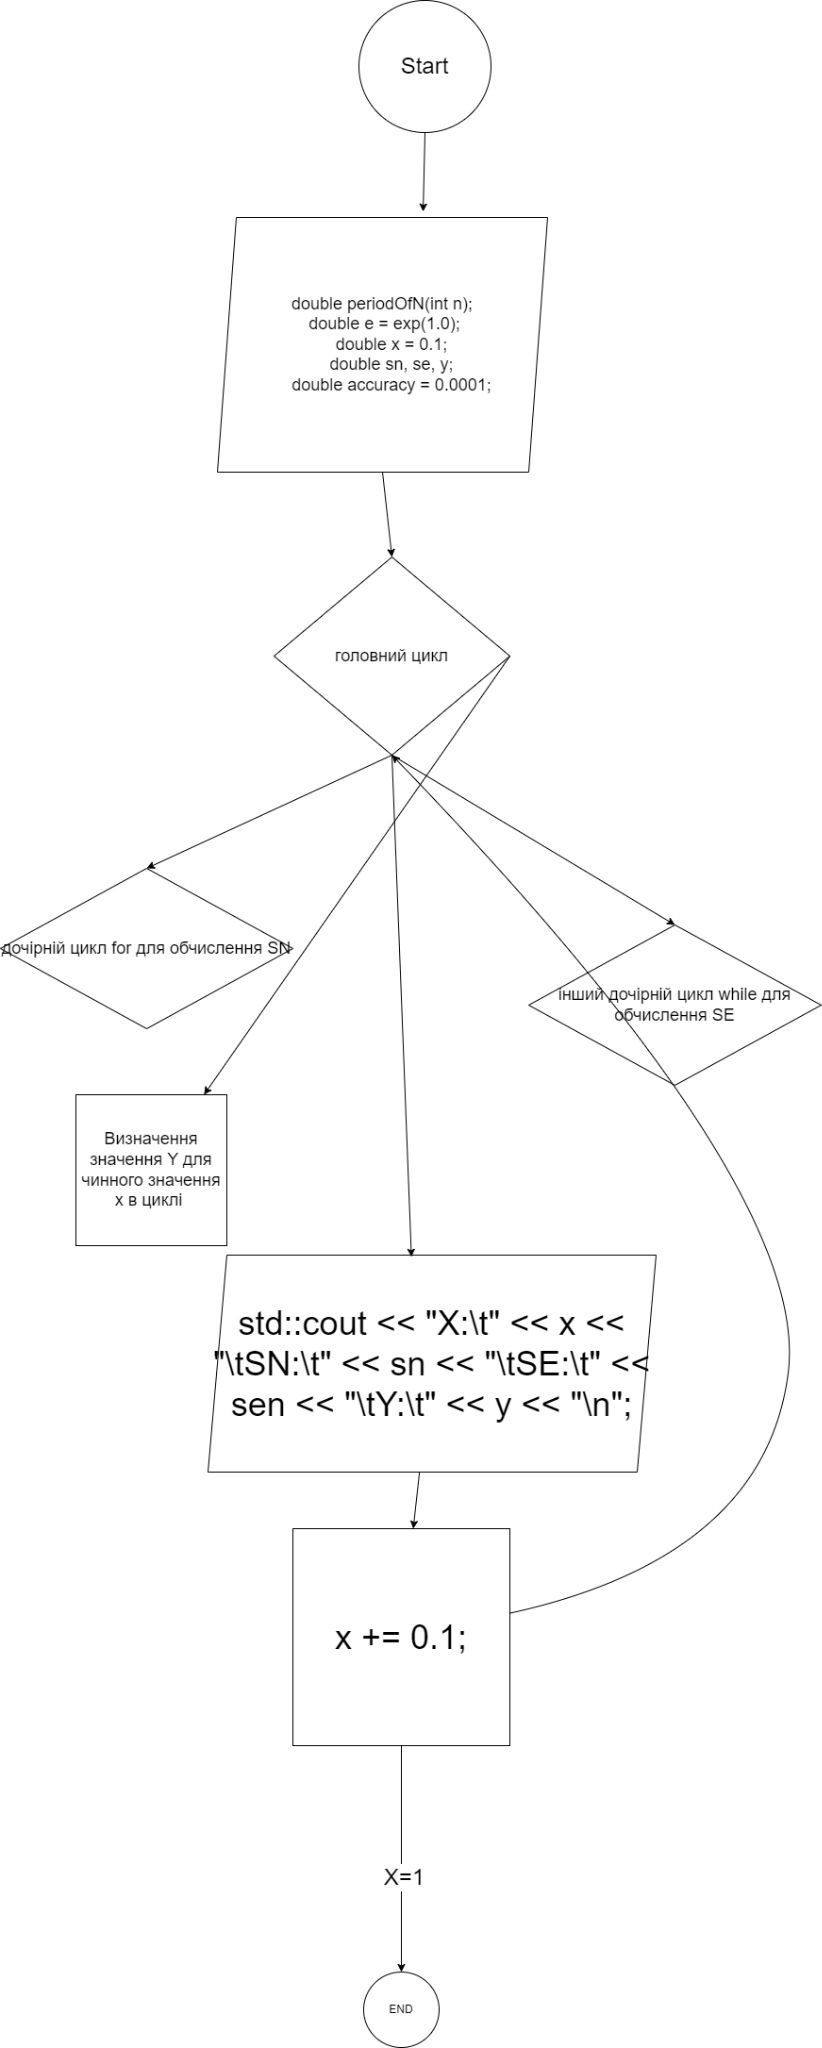 Start
double periodOfN(int n);
double e = exp(1.0);
double x = 0.1;
double sn, se, y;
double accuracy = 0.0001;
головний цикл
дочірній цикл for для обчислення SN
інший дочірній цикл while для
обчислення SE
Визначення
значення Y для
чинного значення
x в циклі
std::cout << "X:\t" << x <<
"\tSN:\t" << sn << "\tSE:\t" <<
sen << "\tY:\t" << y << "\n";
x += 0.1;
X=1
END